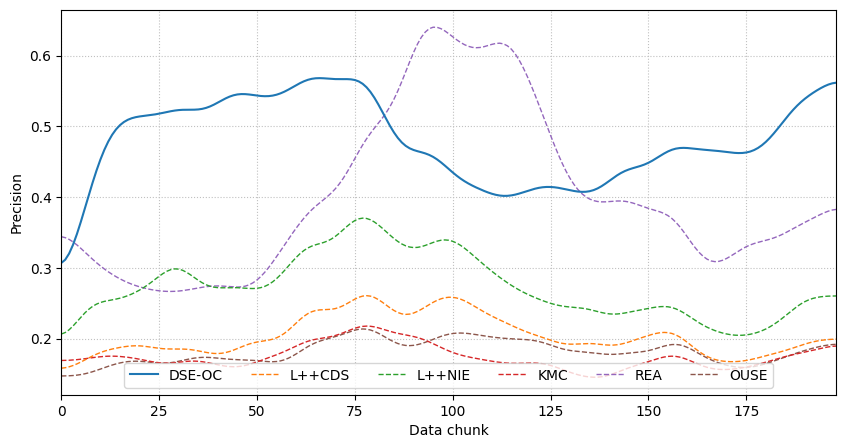 0.6
0.5
0.4
0.3
0.2
Precision
DSE-OC L++CDS L++NIE KMC REA OUSE
0 25 50 75 100 125 150 175
Data chunk